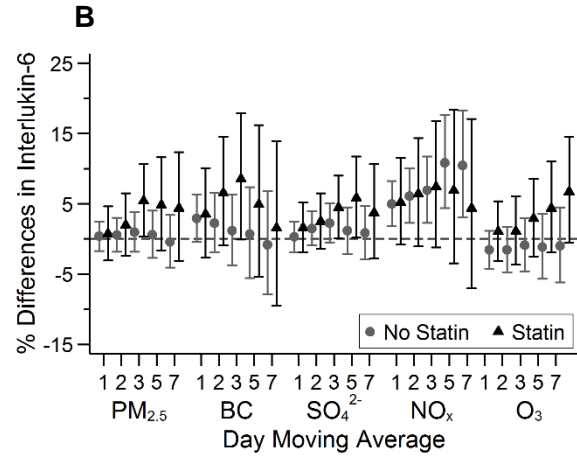 B
% Differences in Interlukin-6
25
15
5
-5
-15
No Statin Statin
1 2 3 5 7 1 2 3 5 7 1 2 3 5 7 1 2 3 5 7 1 2 3 5 7
PM2.5 BC SO4 2- NOx O3
Day Moving Average